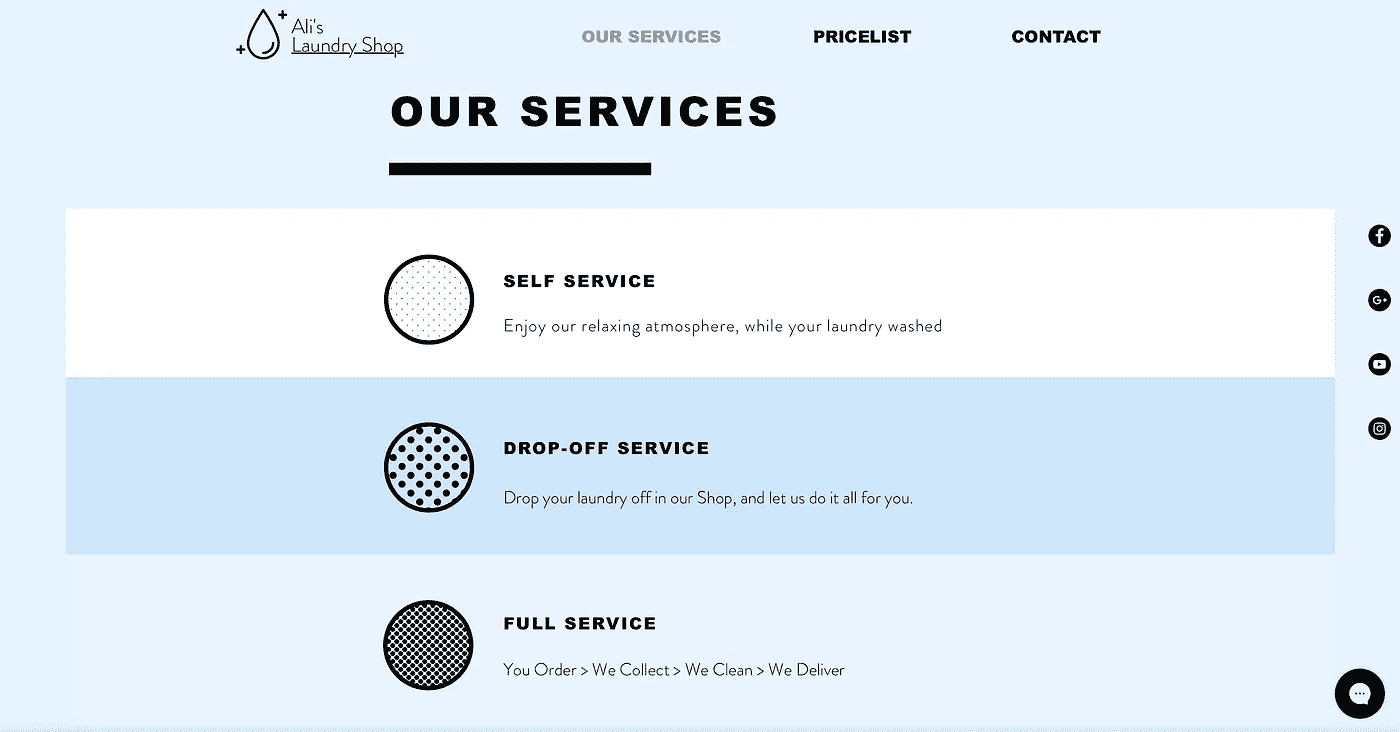 Ali's
Laundry Shop
OUR SERVICES
PRICELIST
CONTACT
OUR SERVICES
SELF SERVICE
Enjoy our relaxing atmosphere, while your laundry washed
DROP-OFF SERVICE
Drop your laundry off in our Shop, and let us do it all for you.
FULL SERVICE
You Order > We Collect > We Clean > We Deliver